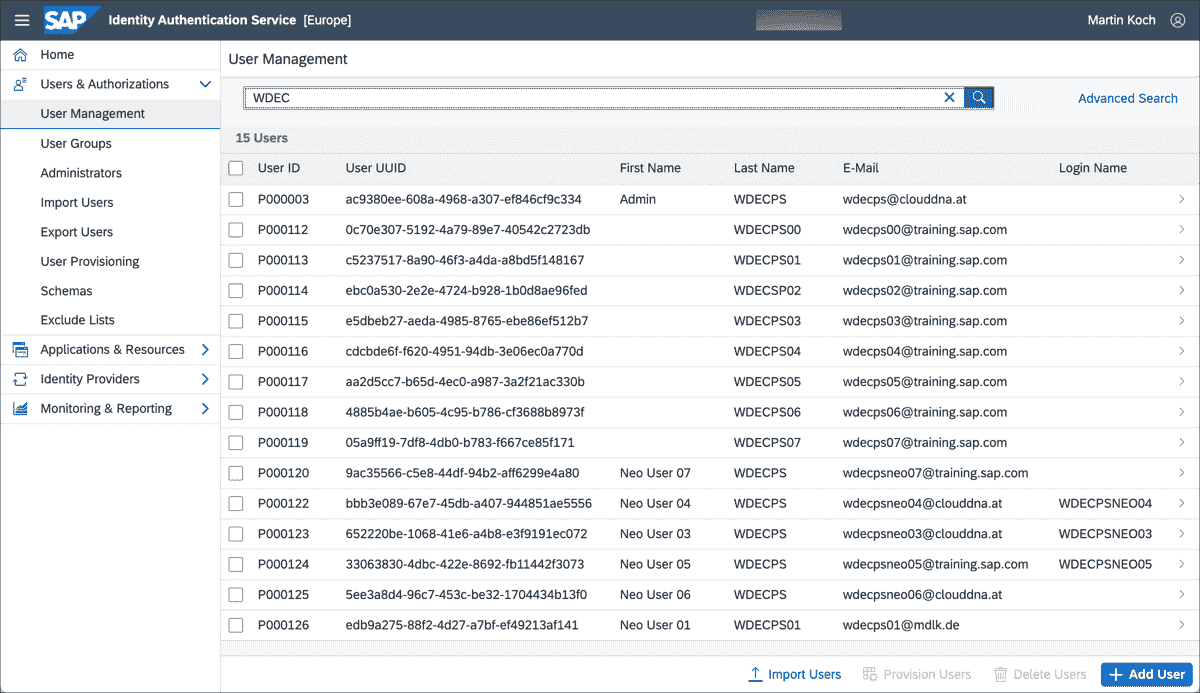 SAP Identity Authentication Service [Europe] Martin Koch
Home
Users & Authorizations
User Management
User Groups
Administrators
Import Users
Export Users
User Provisioning
Schemas
Exclude Lists
Applications & Resources
Identity Providers
Monitoring & Reporting
User Management
WDEC
Advanced Search
15 Users
User ID User UUID First Name Last Name E-Mail Login Name
P000003 ac9380ee-608a-4968-a307-ef846cf9c334 Admin WDECPS wdecps@clouddna.at
P000112 0c70e307-5192-4a79-89e7-40542c2723db WDECPS00 wdecps00@training.sap.com
P000113 c5237517-8a90-46f3-a4da-a8bd5f148167 WDECPS01 wdecps01@training.sap.com
P000114 ebc0a530-2e2e-4724-b928-1b0d8ae96fed WDECSP02 wdecps02@training.sap.com
P000115 e5dbeb27-aeda-4985-8765-ebe86ef512b7 WDECPS03 wdecps03@training.sap.com
P000116 cdcbde6f-f620-4951-94db-3e06ec0a770d WDECPS04 wdecps04@training.sap.com
P000117 aa2d5cc7-b65d-4ec0-a987-3a2f21ac330b WDECPS05 wdecps05@training.sap.com
P000118 4885b4ae-b605-4c95-b786-cf3688b8973f WDECPS06 wdecps06@training.sap.com
P000119 05a9ff19-7df8-4db0-b783-f667ce85f171 WDECPS07 wdecps07@training.sap.com
P000120 9ac35566-c5e8-44df-94b2-aff6299e4a80 Neo User 07 WDECPS wdecpsneo07@training.sap.com
P000122 bbb3e089-67e7-45db-a407-944851ae5556 Neo User 04 WDECPS wdecpsneo04@clouddna.at WDECPSNEO04
P000123 652220be-1068-41e6-a4b8-e3f9191ec072 Neo User 03 WDECPS wdecpsneo03@clouddna.at WDECPSNEO03
P000124 33063830-4dbc-422e-8692-fb11442f3073 Neo User 05 WDECPS wdecpsneo05@training.sap.com WDECPSNEO05
P000125 5ee3a8d4-96c7-453c-be32-1704434b13f0 Neo User 06 WDECPS wdecpsneo06@clouddna.at
P000126 edb9a275-88f2-4d27-a7bf-ef49213af141 Neo User 01 WDECPS01 wdecps01@mdlk.de
Import Users Provision Users Delete Users Add User